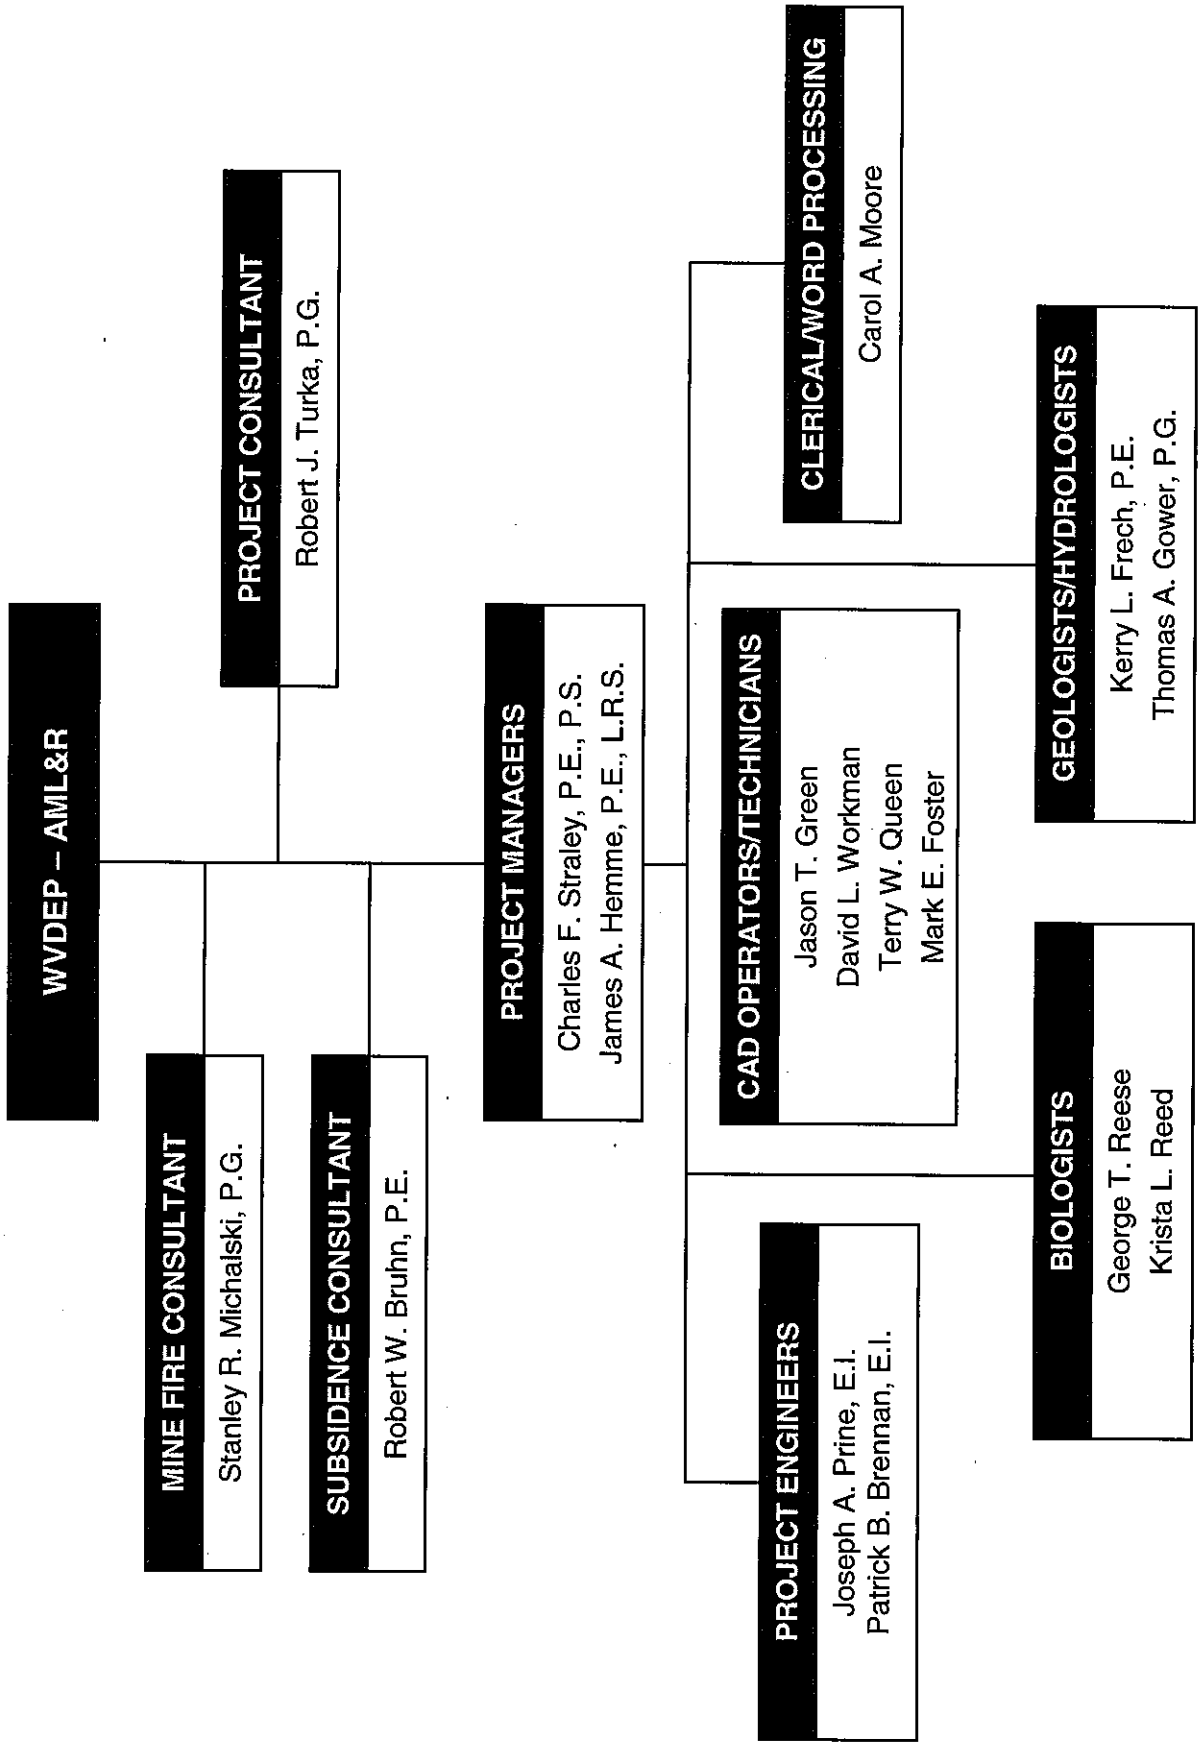 WVDEP – AML&R
MINE FIRE CONSULTANT
Stanley R. Michalski, P.G.
PROJECT CONSULTANT
Robert J. Turka, P.G.
SUBSIDENCE CONSULTANT
Robert W. Bruhn, P.E.
PROJECT MANAGERS
Charles F. Straley, P.E., P.S.
James A. Hemme, P.E., L.R.S.
PROJECT ENGINEERS
Joseph A. Prine, E.I.
Patrick B. Brennan, E.I.
CAD OPERATORS/TECHNICIANS
Jason T. Green
David L. Workman
Terry W. Queen
Mark E. Foster
CLERICAL/WORD PROCESSING
Carol A. Moore
BIOLOGISTS
George T. Reese
Krista L. Reed
GEOLOGISTS/HYDROLOGISTS
Kerry L. Frech, P.E.
Thomas A. Gower, P.G.